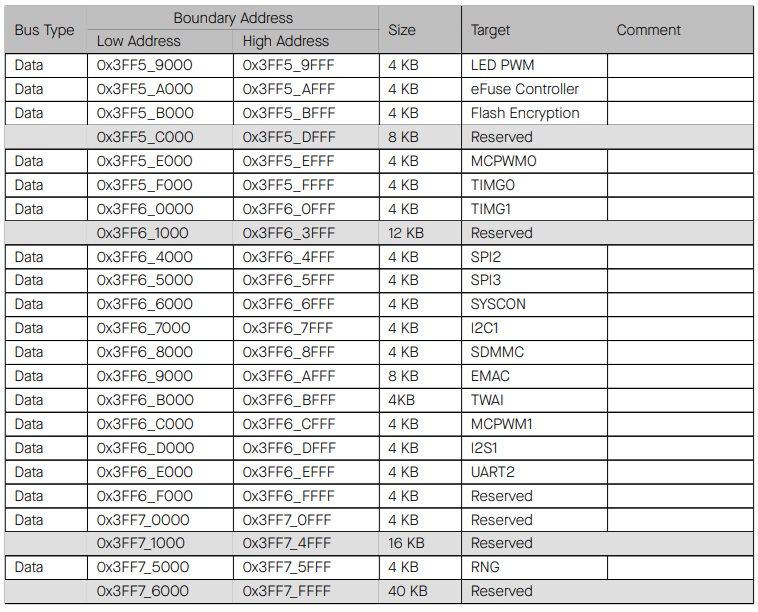 Bus Type Boundary Address Size Target Comment
Low Address High Address
Data 0x3FF5_9000 0x3FF5_9FFF 4 KB LED PWM
Data 0x3FF5_A000 0x3FF5_AFFF 4 KB eFuse Controller
Data 0x3FF5_B000 0x3FF5_BFFF 4 KB Flash Encryption
0x3FF5_C000 0x3FF5_DFFF 8 KB Reserved
Data 0x3FF5_E000 0x3FF5_EFFF 4 KB MCPWM0
Data 0x3FF5_F000 0x3FF5_FFFF 4 KB TIMG0
Data 0x3FF6_0000 0x3FF6_0FFF 4 KB TIMG1
0x3FF6_1000 0x3FF6_3FFF 12 KB Reserved
Data 0x3FF6_4000 0x3FF6_4FFF 4 KB SPI2
Data 0x3FF6_5000 0x3FF6_5FFF 4 KB SPI3
Data 0x3FF6_6000 0x3FF6_6FFF 4 KB SYSCON
Data 0x3FF6_7000 0x3FF6_7FFF 4 KB I2C1
Data 0x3FF6_8000 0x3FF6_8FFF 4 KB SDMMC
Data 0x3FF6_9000 0x3FF6_AFFF 8 KB EMAC
Data 0x3FF6_B000 0x3FF6_BFFF 4KB TWAI
Data 0x3FF6_C000 0x3FF6_CFFF 4 KB MCPWM1
Data 0x3FF6_D000 0x3FF6_DFFF 4 KB I2S1
Data 0x3FF6_E000 0x3FF6_EFFF 4 KB UART2
Data 0x3FF6_F000 0x3FF6_FFFF 4 KB Reserved
Data 0x3FF7_0000 0x3FF7_0FFF 4 KB Reserved
0x3FF7_1000 0x3FF7_4FFF 16 KB Reserved
Data 0x3FF7_5000 0x3FF7_5FFF 4 KB RNG
0x3FF7_6000 0x3FF7_FFFF 40 KB Reserved